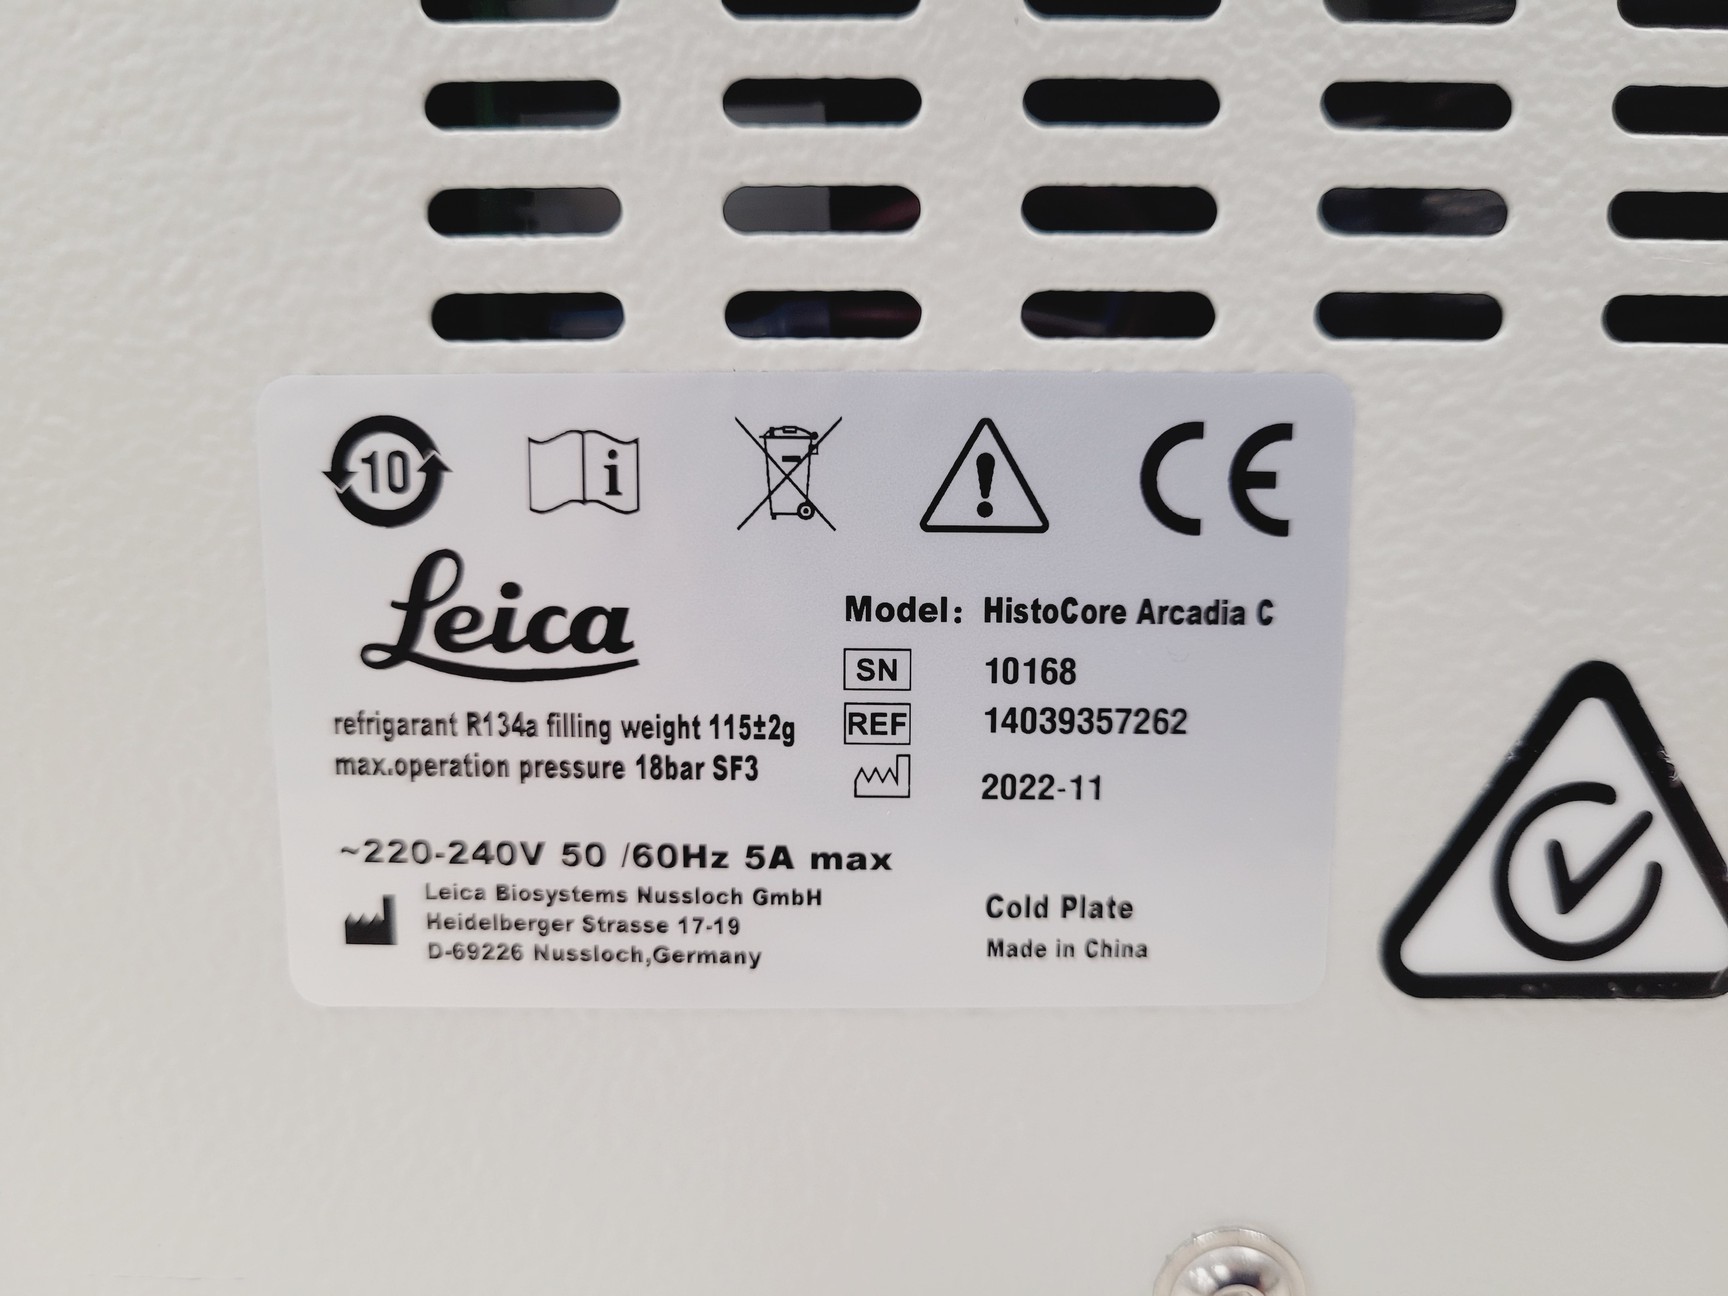 10
i
CE
Leica
Model: HistoCore Arcadia C
SN 10168
REF 14039357262
2022-11
refrigarant R134a filling weight 115±2g
max.operation pressure 18bar SF3
~220-240V 50 /60Hz 5A max
Leica Biosystems Nussloch GmbH
Heidelberger Strasse 17-19
D-69226 Nussloch,Germany
Cold Plate
Made in China